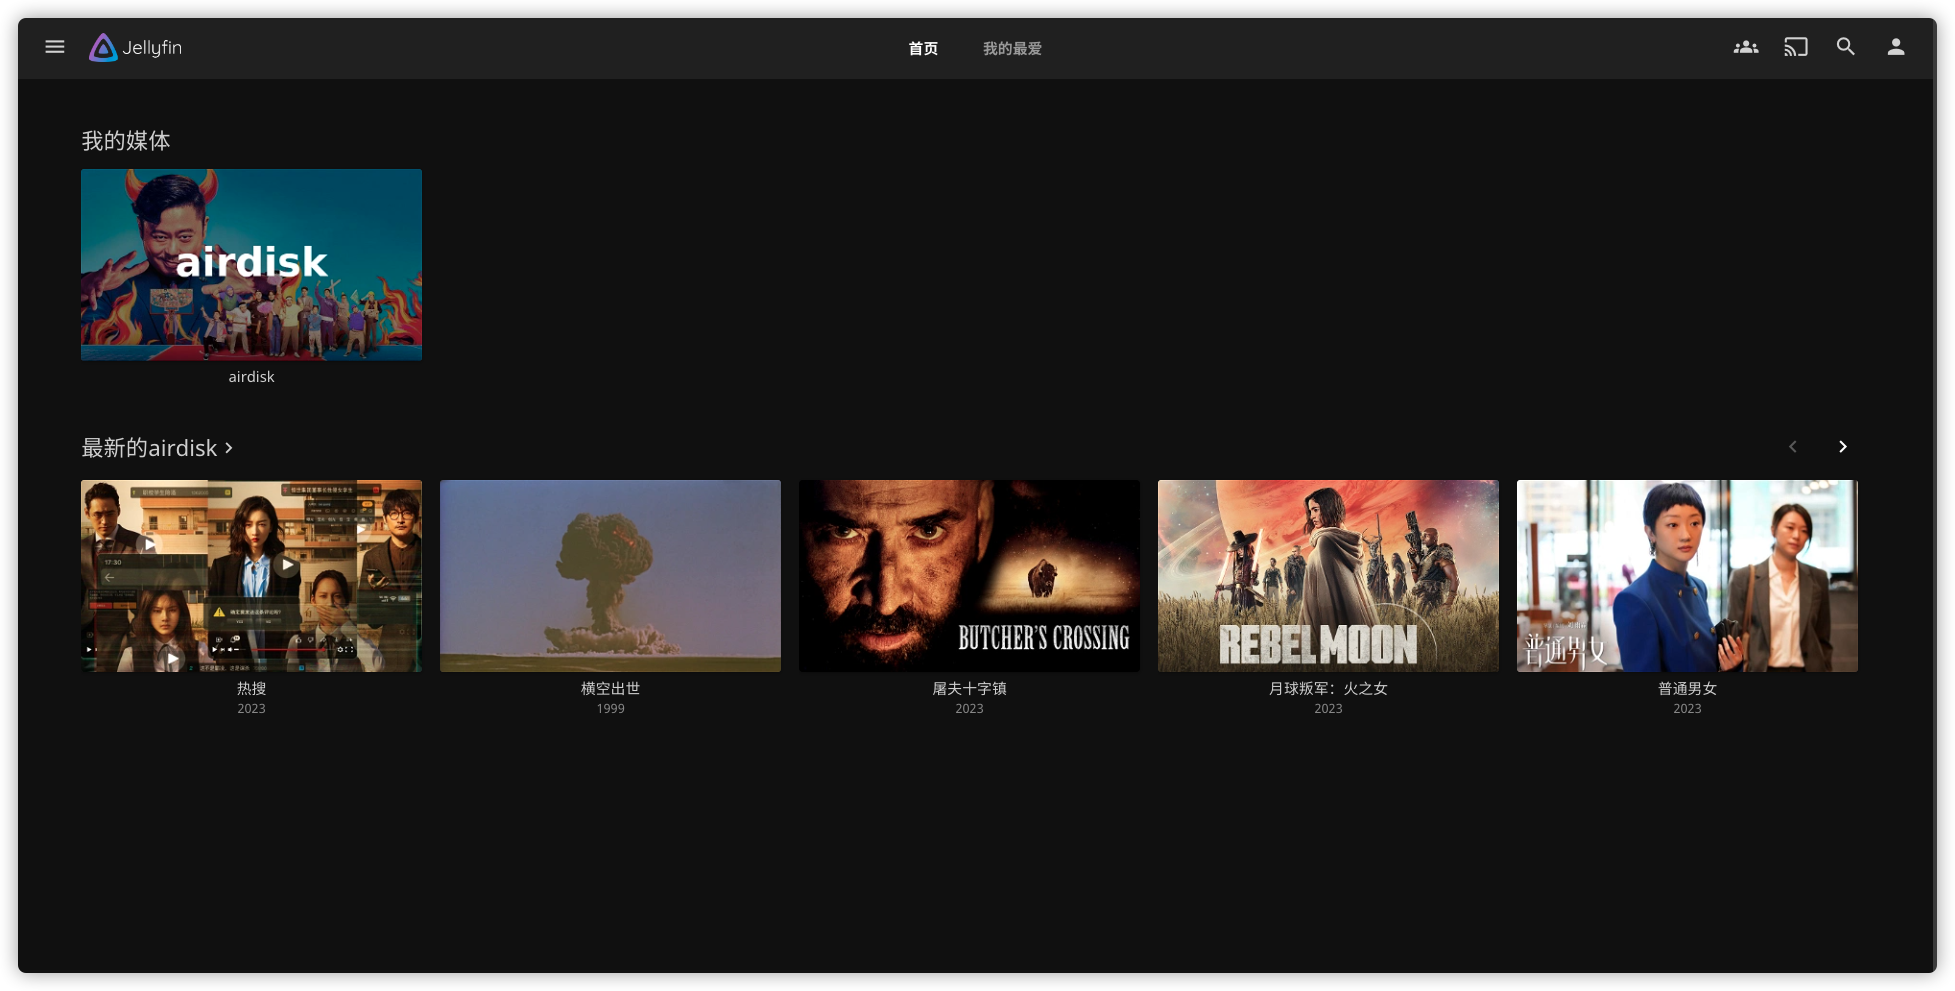 Jellyfin
首页
我的最爱
我的媒体
airdisk
airdisk
最新的airdisk
17:30
BUTCHER'S CROSSING
REBEL MOON
普通男女
热搜
2023
横空出世
1999
屠夫十字镇
2023
月球叛军：火之女
2023
普通男女
2023